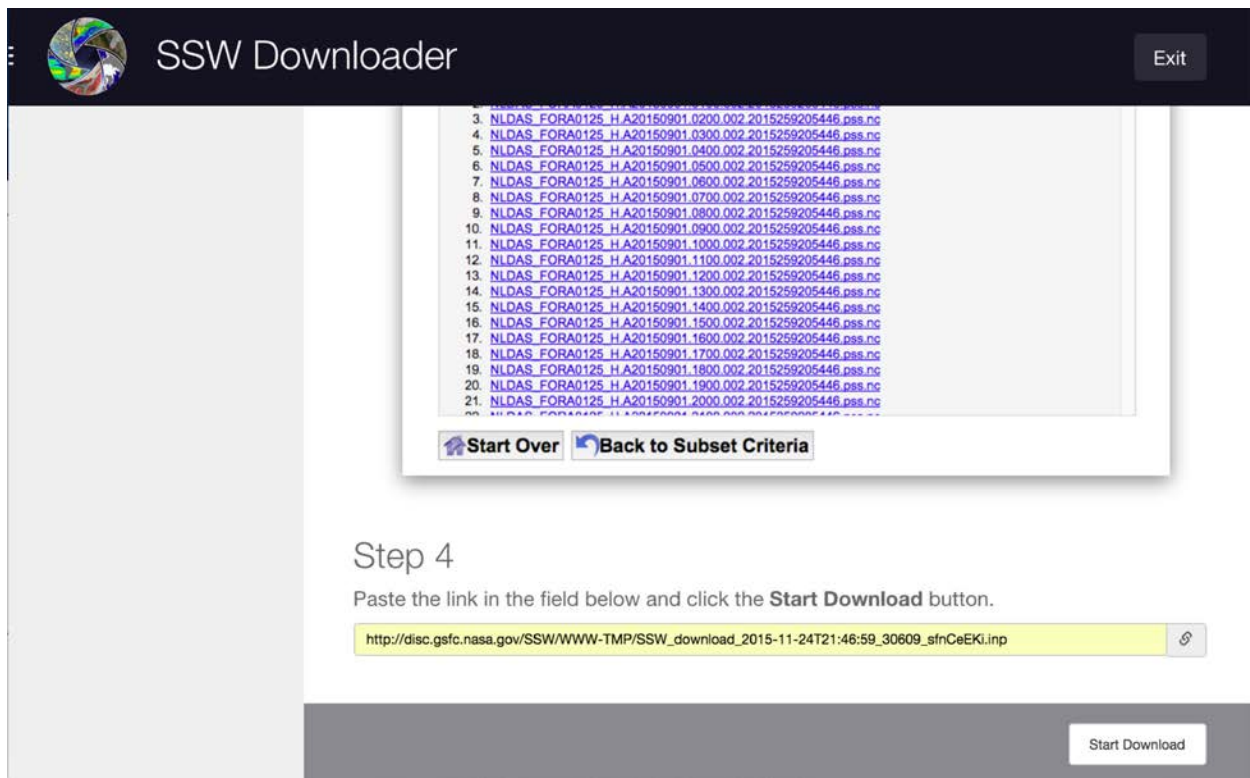 SSW Downloader
Exit
3. NLDAS_FORA0125_H.A20150901.0200.002.2015259205446.pss.nc
4. NLDAS_FORA0125_H.A20150901.0300.002.2015259205446.pss.nc
5. NLDAS_FORA0125_H.A20150901.0400.002.2015259205446.pss.nc
6. NLDAS_FORA0125_H.A20150901.0500.002.2015259205446.pss.nc
7. NLDAS_FORA0125_H.A20150901.0600.002.2015259205446.pss.nc
8. NLDAS_FORA0125_H.A20150901.0700.002.2015259205446.pss.nc
9. NLDAS_FORA0125_H.A20150901.0800.002.2015259205446.pss.nc
10. NLDAS_FORA0125_H.A20150901.0900.002.2015259205446.pss.nc
11. NLDAS_FORA0125_H.A20150901.1000.002.2015259205446.pss.nc
12. NLDAS_FORA0125_H.A20150901.1100.002.2015259205446.pss.nc
13. NLDAS_FORA0125_H.A20150901.1200.002.2015259205446.pss.nc
14. NLDAS_FORA0125_H.A20150901.1300.002.2015259205446.pss.nc
15. NLDAS_FORA0125_H.A20150901.1400.002.2015259205446.pss.nc
16. NLDAS_FORA0125_H.A20150901.1500.002.2015259205446.pss.nc
17. NLDAS_FORA0125_H.A20150901.1600.002.2015259205446.pss.nc
18. NLDAS_FORA0125_H.A20150901.1700.002.2015259205446.pss.nc
19. NLDAS_FORA0125_H.A20150901.1800.002.2015259205446.pss.nc
20. NLDAS_FORA0125_H.A20150901.1900.002.2015259205446.pss.nc
21. NLDAS_FORA0125_H.A20150901.2000.002.2015259205446.pss.nc
Start Over Back to Subset Criteria
Step 4
Paste the link in the field below and click the Start Download button.
http://disc.gsfc.nasa.gov/SSW/WWW-TMP/SSW_download_2015-11-24T21:46:59_30609_sfnCeEKi.inp
Start Download